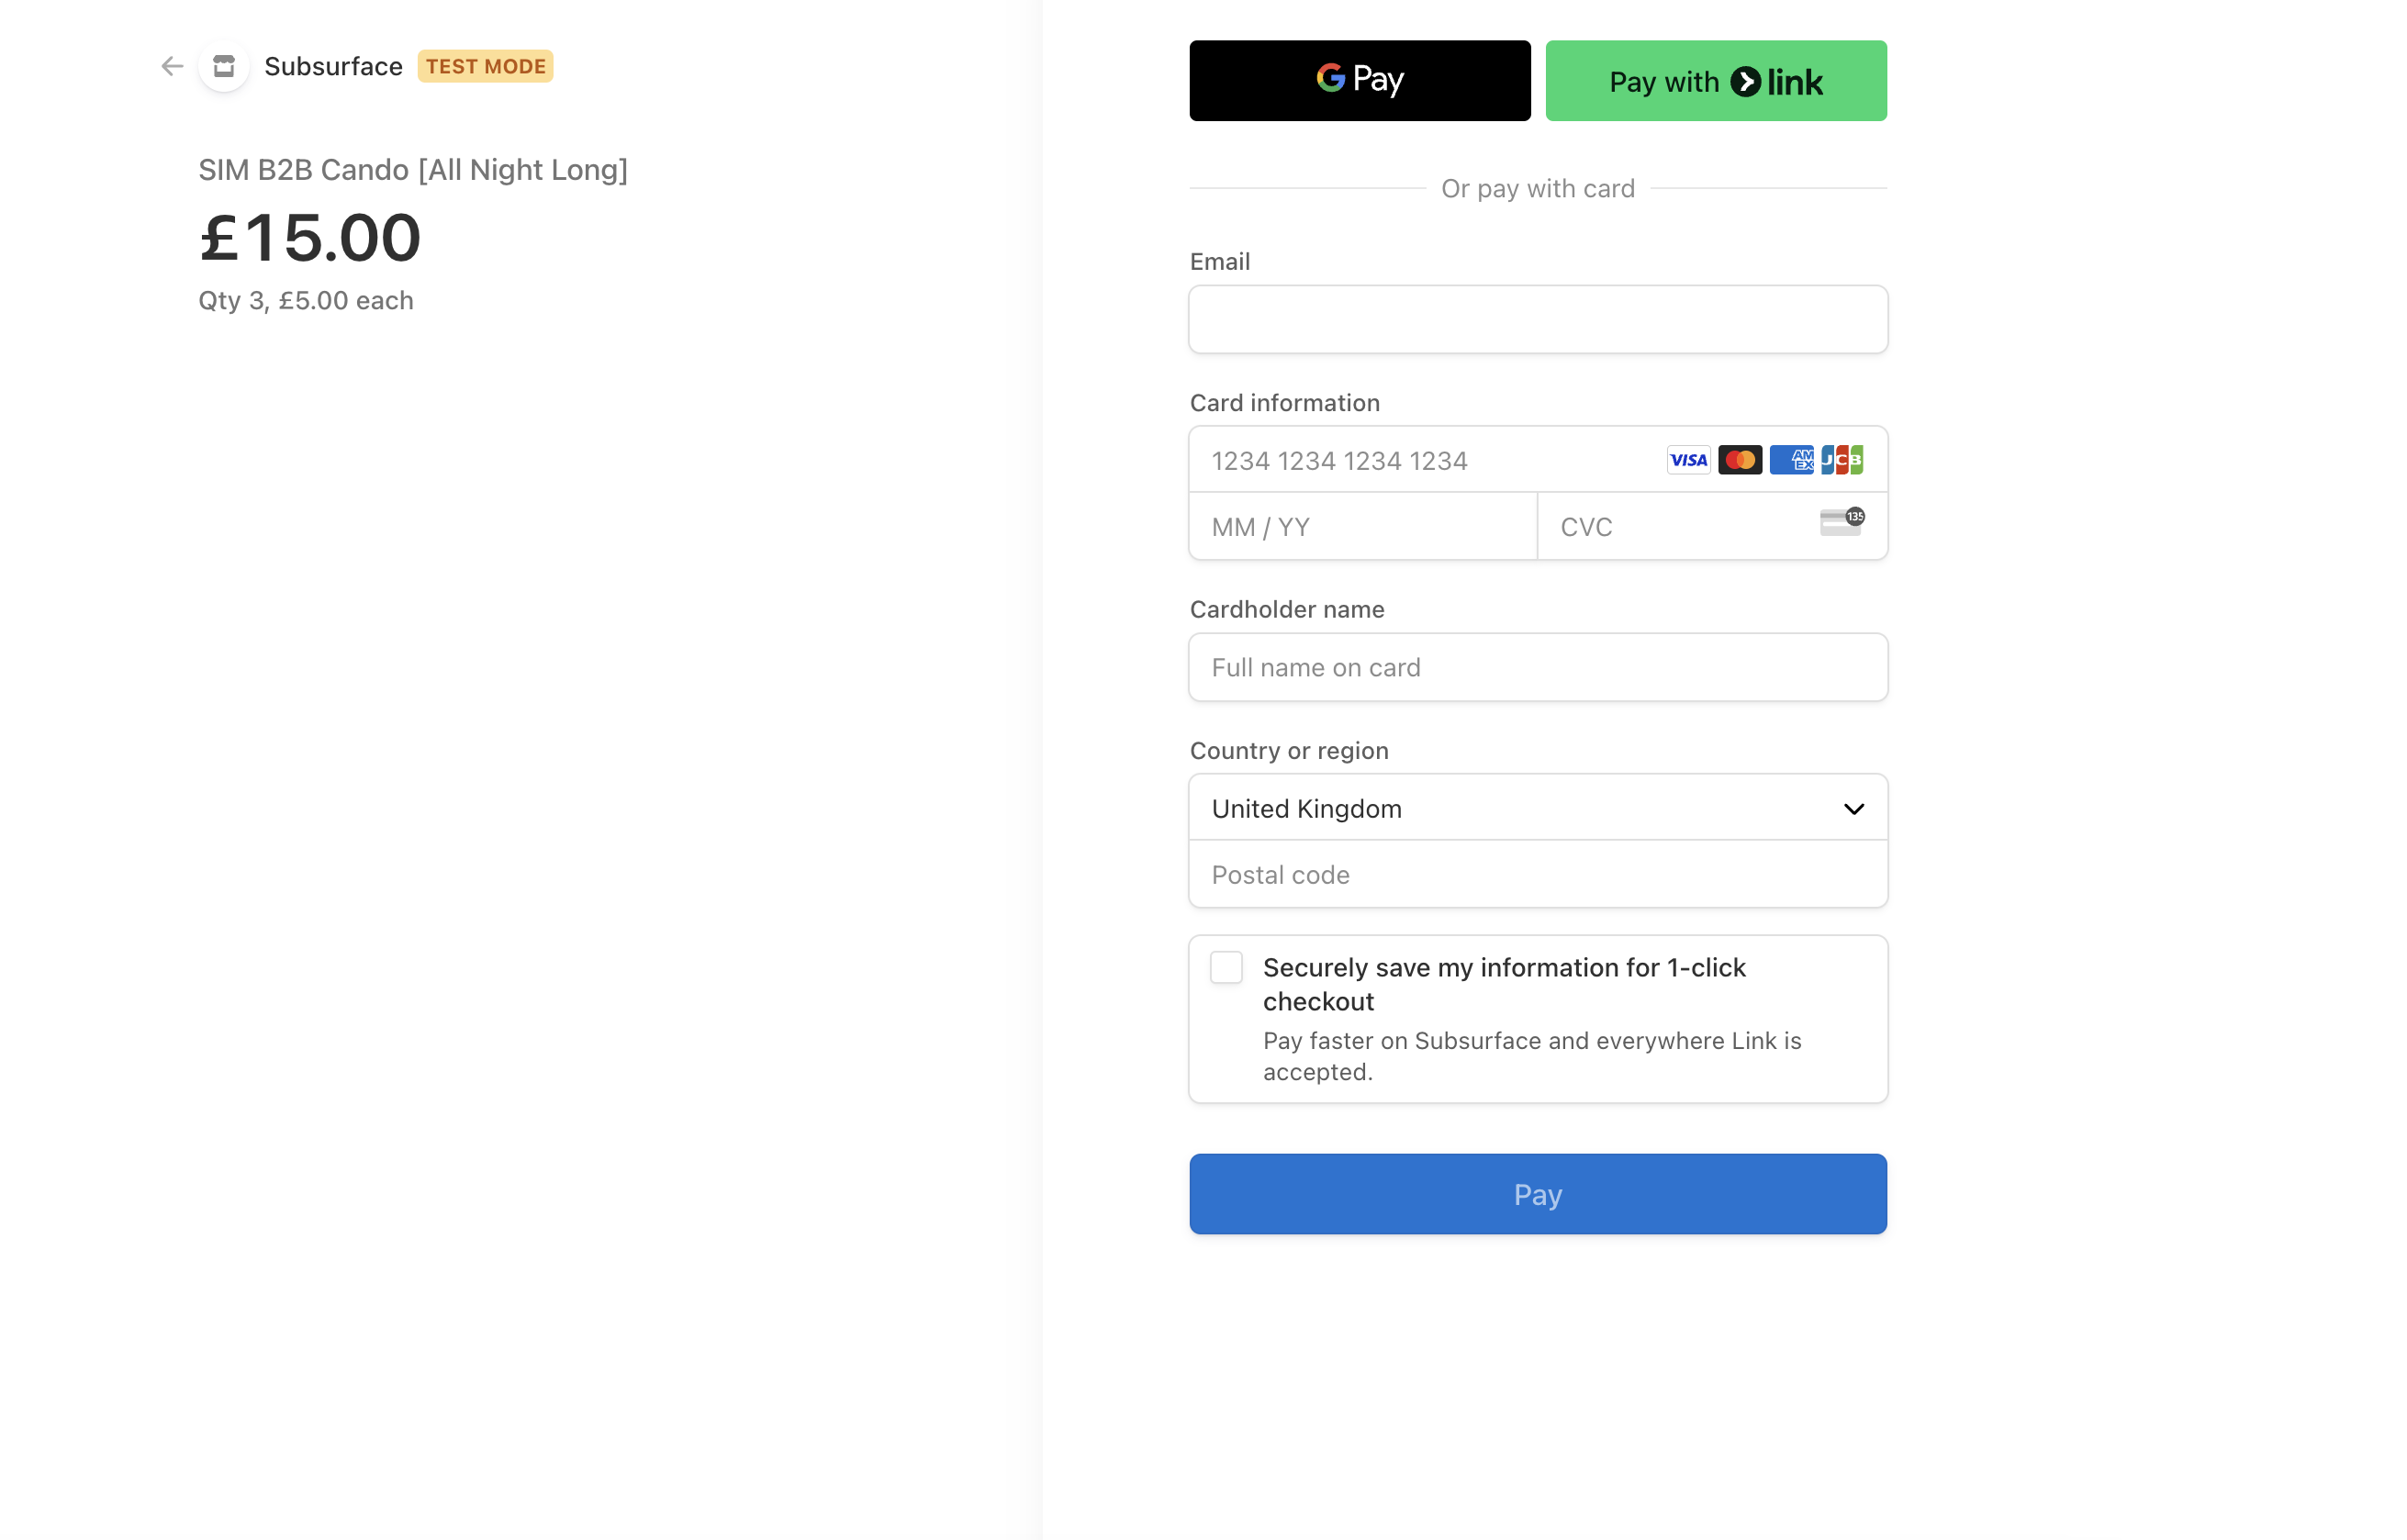 Subsurface TEST MODE
SIM B2B Cando [All Night Long]
£15.00
Qty 3, £5.00 each
G Pay
Pay with link
Or pay with card
Email
Card information
1234 1234 1234 1234 VISA AMEX JCB
MM / YY
CVC 135
Cardholder name
Full name on card
Country or region
United Kingdom
Postal code
Securely save my information for 1-click
checkout
Pay faster on Subsurface and everywhere Link is
accepted.
Pay